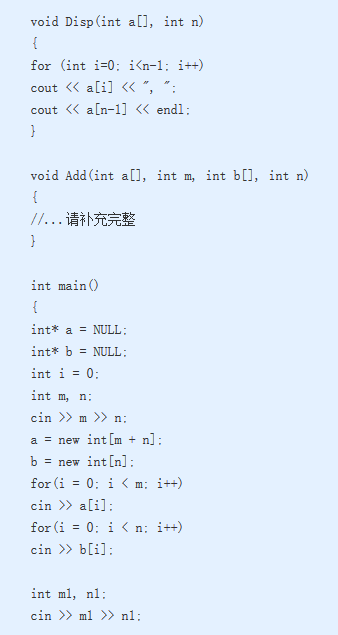 void Disp(int a[], int n)
{
for (int i=0; i<n-1; i++)
cout << a[i] << ", ";
cout << a[n-1] << endl;
}
void Add(int a[], int m, int b[], int n)
{
//...请补充完整
}
int main()
{
int* a = NULL;
int* b = NULL;
int i = 0;
int m, n;
cin >> m >> n;
a = new int[m + n];
b = new int[n];
for(i = 0; i < m; i++)
cin >> a[i];
for(i = 0; i < n; i++)
cin >> b[i];
int m1, n1;
cin >> m1 >> n1;